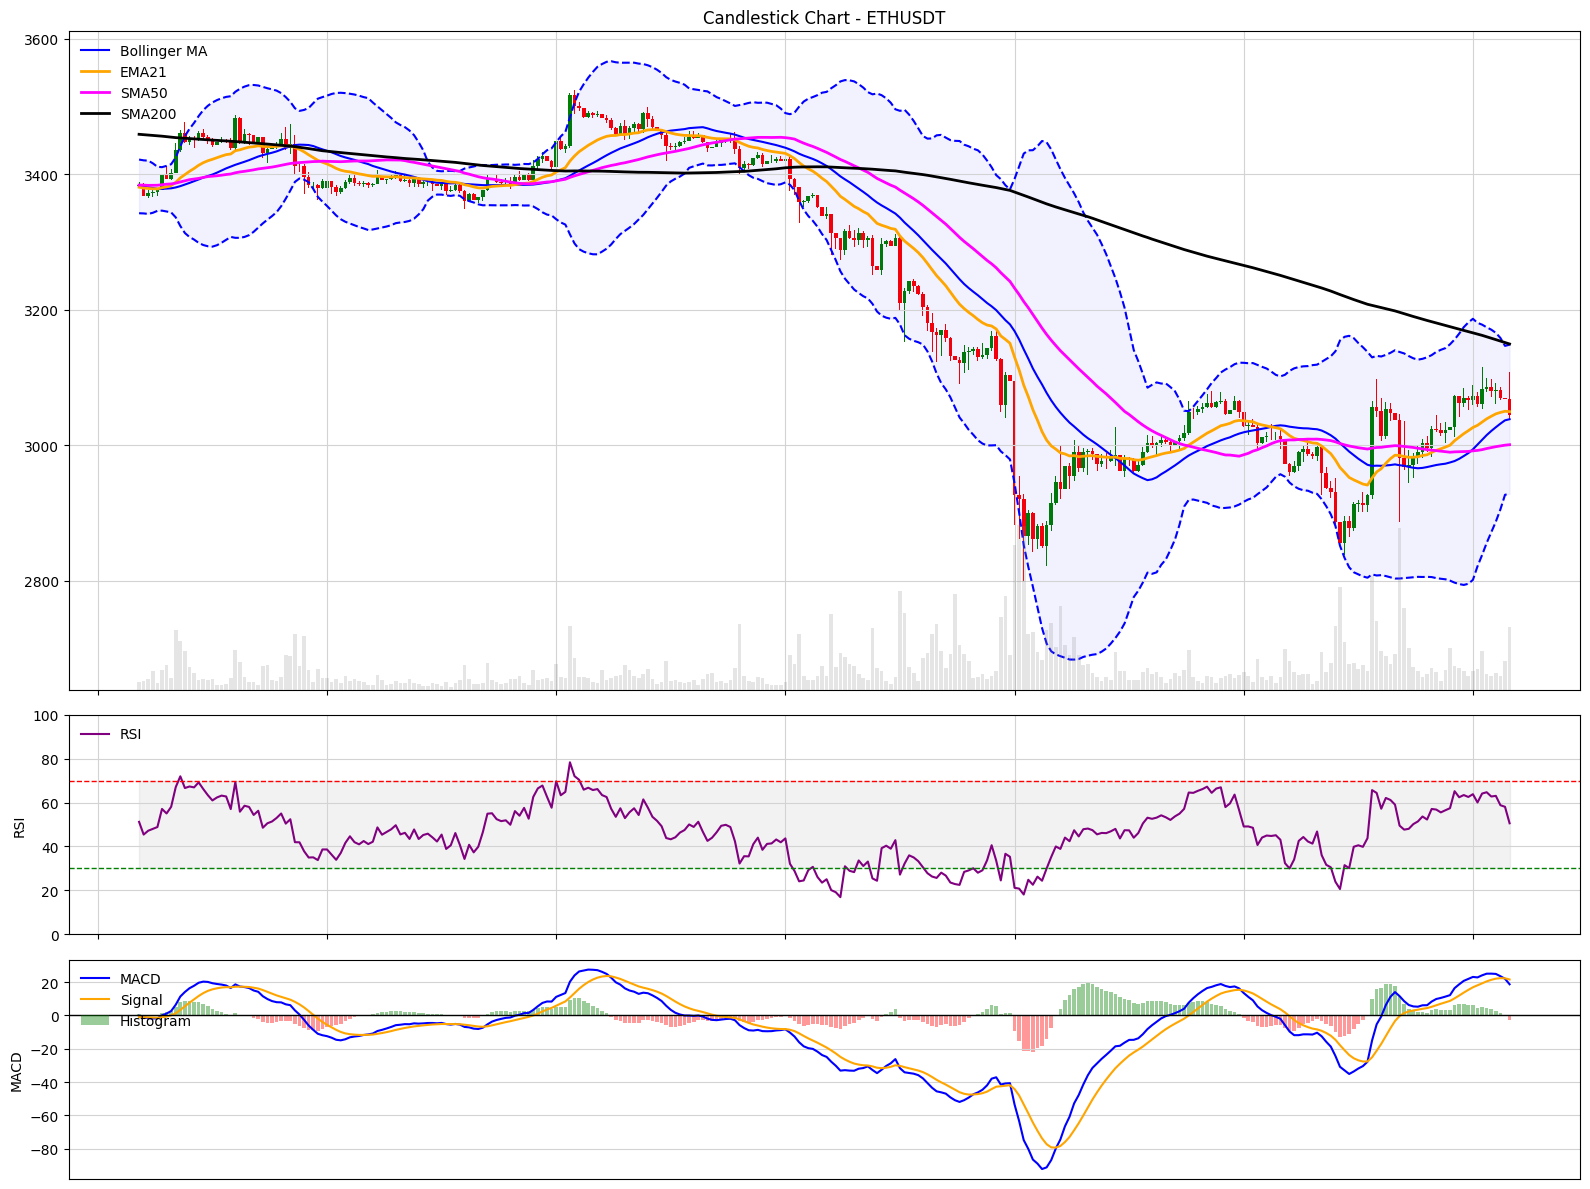 Candlestick Chart - ETHUSDT
Bollinger MA
EMA21
SMA50
SMA200
3600
3400
3200
3000
2800
RSI
RSI
100
80
60
40
20
0
MACD
Signal
Histogram
MACD
20
0
−20
−40
−60
−80